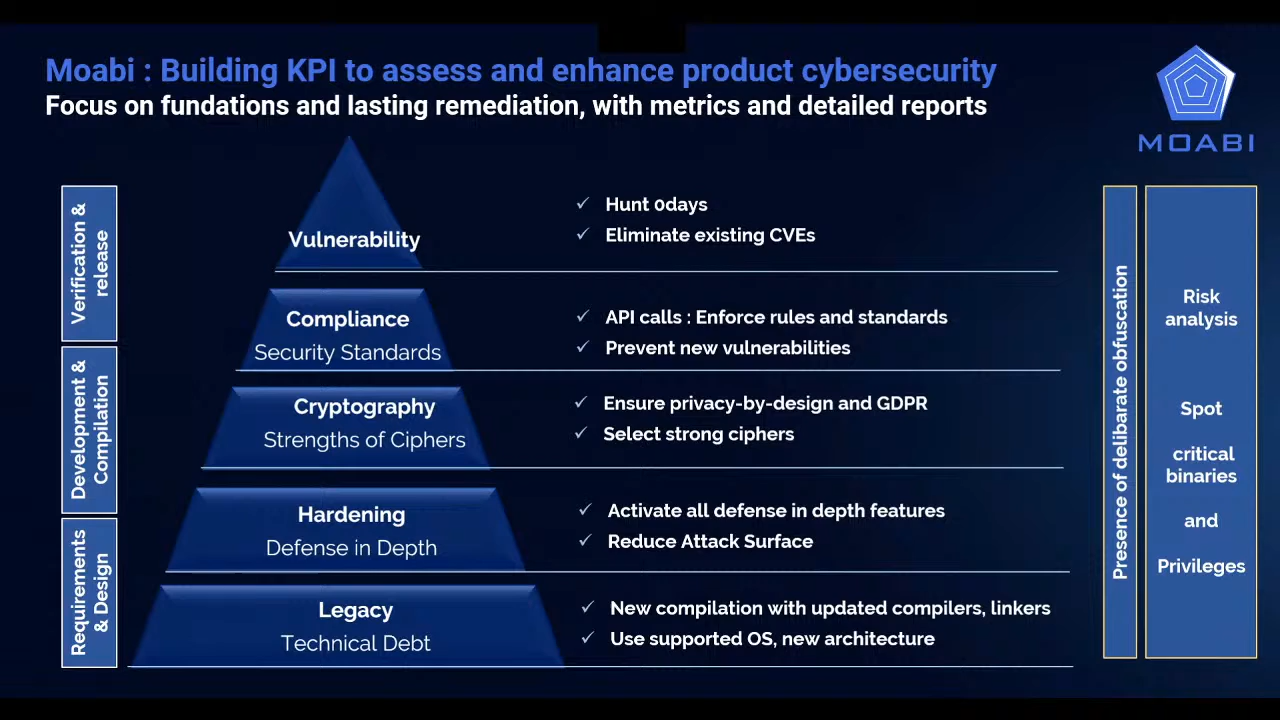 Moabi : Building KPI to assess and enhance product cybersecurity
Focus on fundations and lasting remediation, with metrics and detailed reports
MOABI
Verification &
release
Development &
Compilation
Requirements
& Design
Vulnerability
✓ Hunt 0days
✓ Eliminate existing CVEs
Compliance
Security Standards
✓ API calls : Enforce rules and standards
✓ Prevent new vulnerabilities
Cryptography
Strengths of Ciphers
✓ Ensure privacy-by-design and GDPR
✓ Select strong ciphers
Hardening
Defense in Depth
✓ Activate all defense in depth features
✓ Reduce Attack Surface
Legacy
Technical Debt
✓ New compilation with updated compilers, linkers
✓ Use supported OS, new architecture
Presence of delibarate obfuscation
Risk
analysis
Spot
critical
binaries
and
Privileges